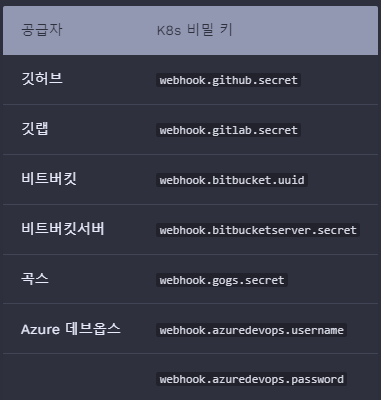 공급자 K8s 비밀 키
깃허브 webhook.github.secret
깃랩 webhook.gitlab.secret
비트버킷 webhook.bitbucket.uuid
비트버킷서버 webhook.bitbucketserver.secret
곡스 webhook.gogs.secret
Azure 데브옵스 webhook.azuredevops.username
webhook.azuredevops.password